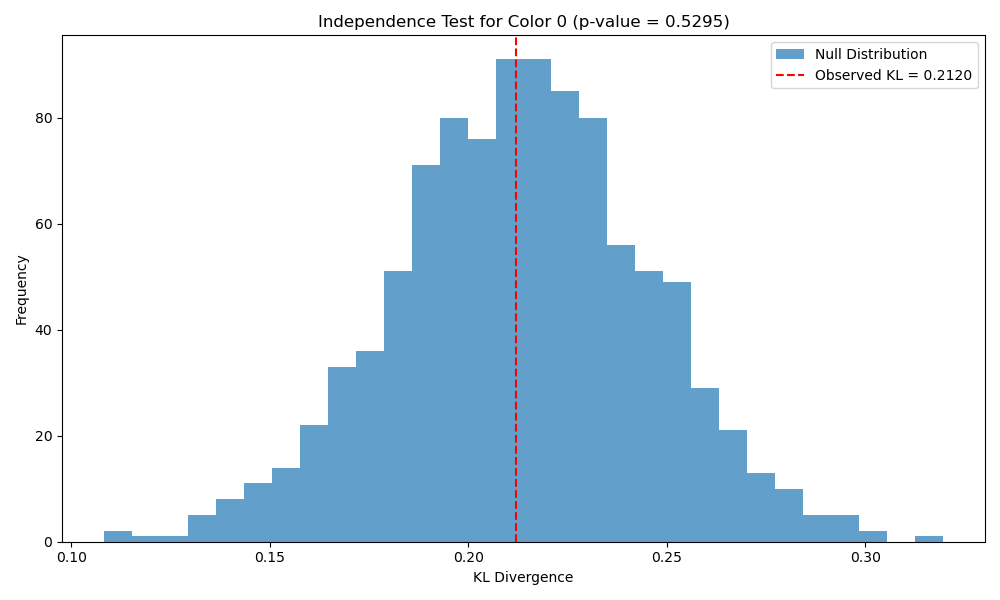 Independence Test for Color 0 (p-value = 0.5295)
Null Distribution
Observed KL = 0.2120
80
60
40
20
0
Frequency
0.10 0.15 0.20 0.25 0.30
KL Divergence